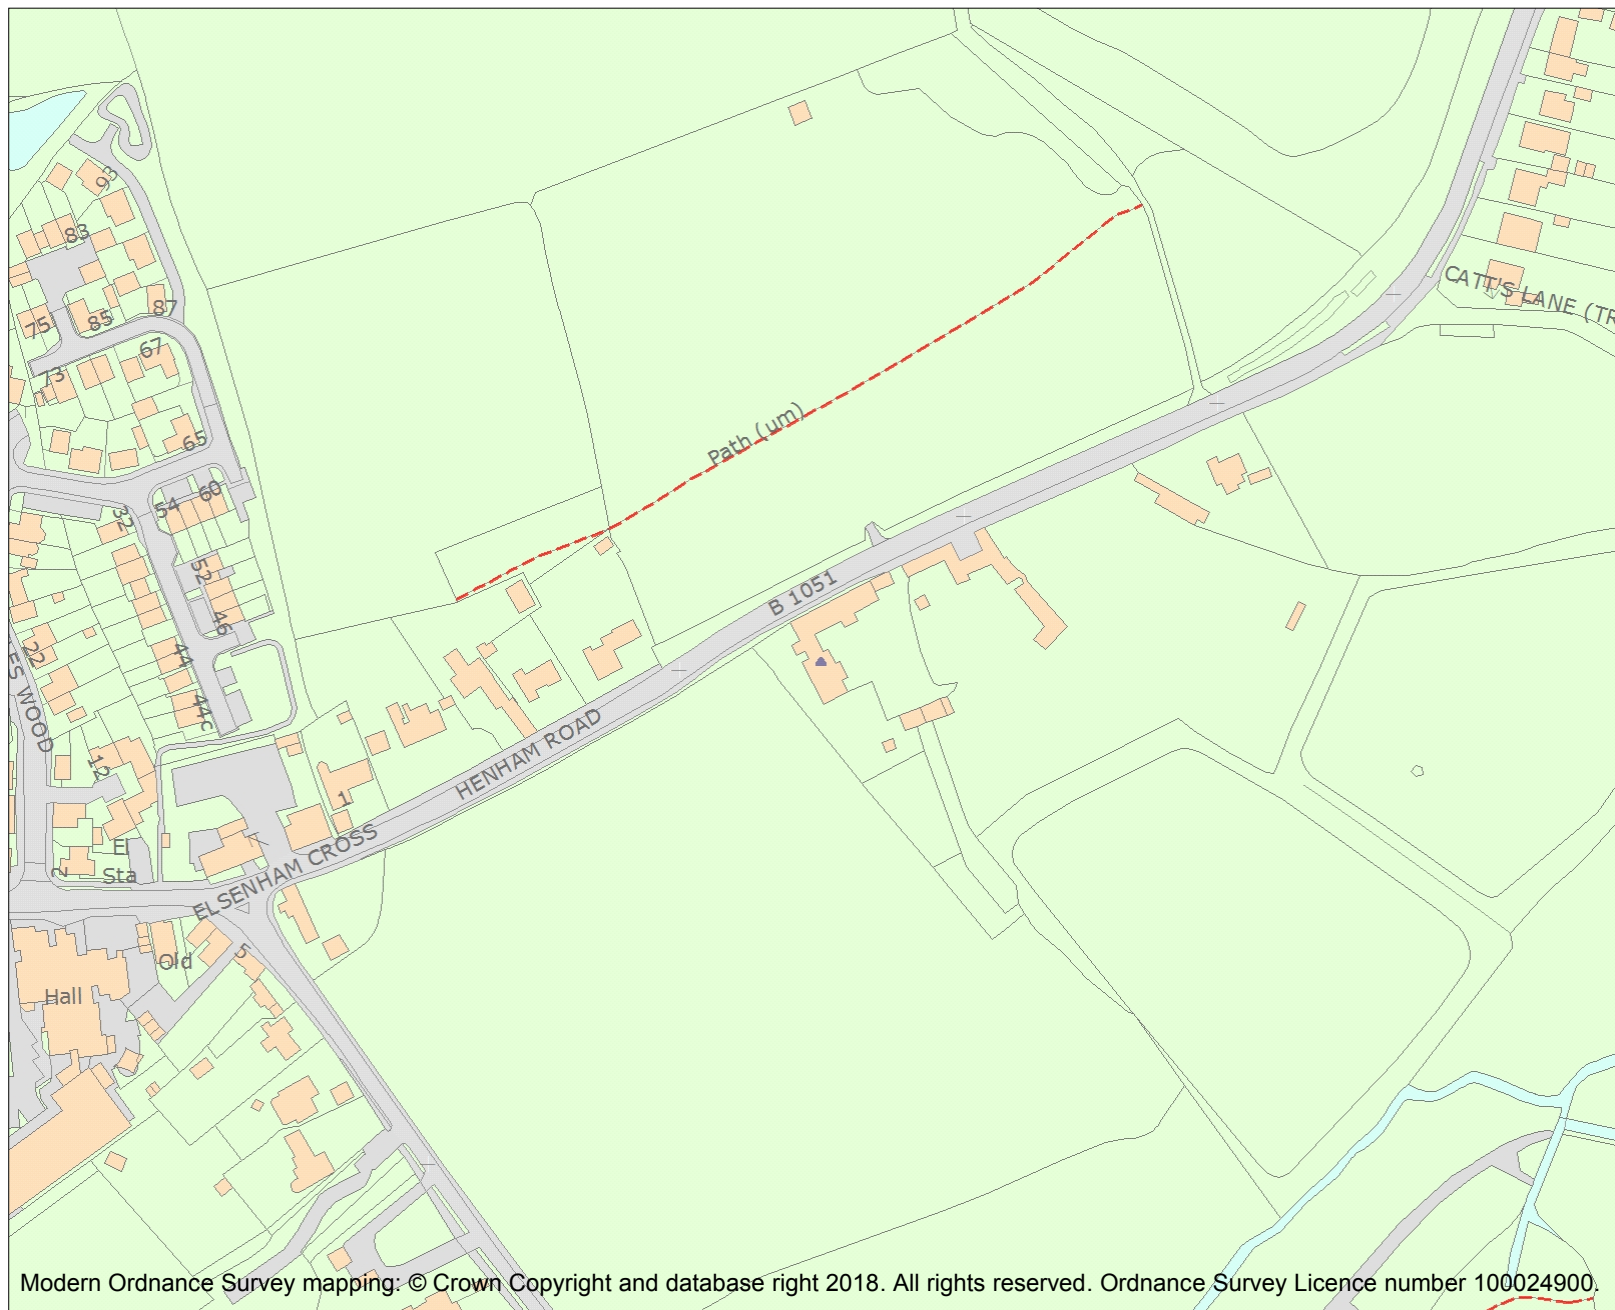 93
83
87
85
75
67
73
65
60
54
32
52
46
44
44c
22
ES WOOD
12
2
El
Sta
1
ELSENHAM CROSS
HENHAM ROAD
B 1051
Path (um)
CATT'S LANE (TR
Old
5
Hall
Modern Ordnance Survey mapping: © Crown Copyright and database right 2018. All rights reserved. Ordnance Survey Licence number 100024900.